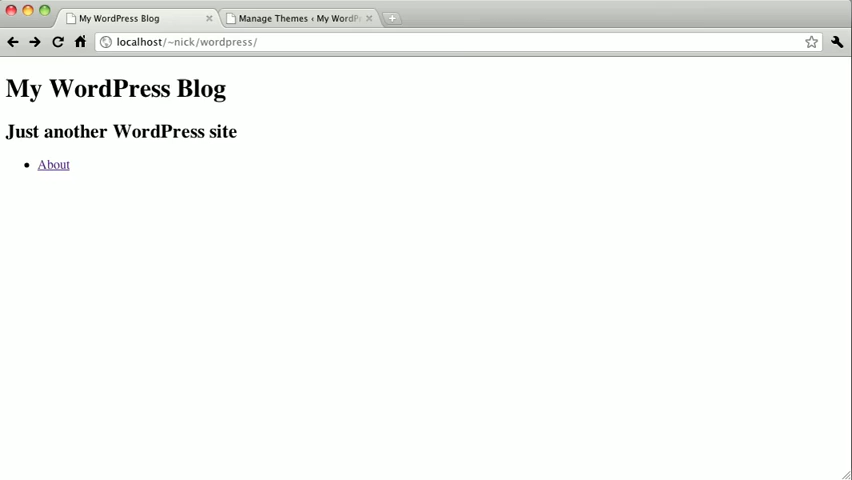 My WordPress Blog
Manage Themes ‹ My WordP
localhost/~nick/wordpress/
My WordPress Blog
Just another WordPress site
About